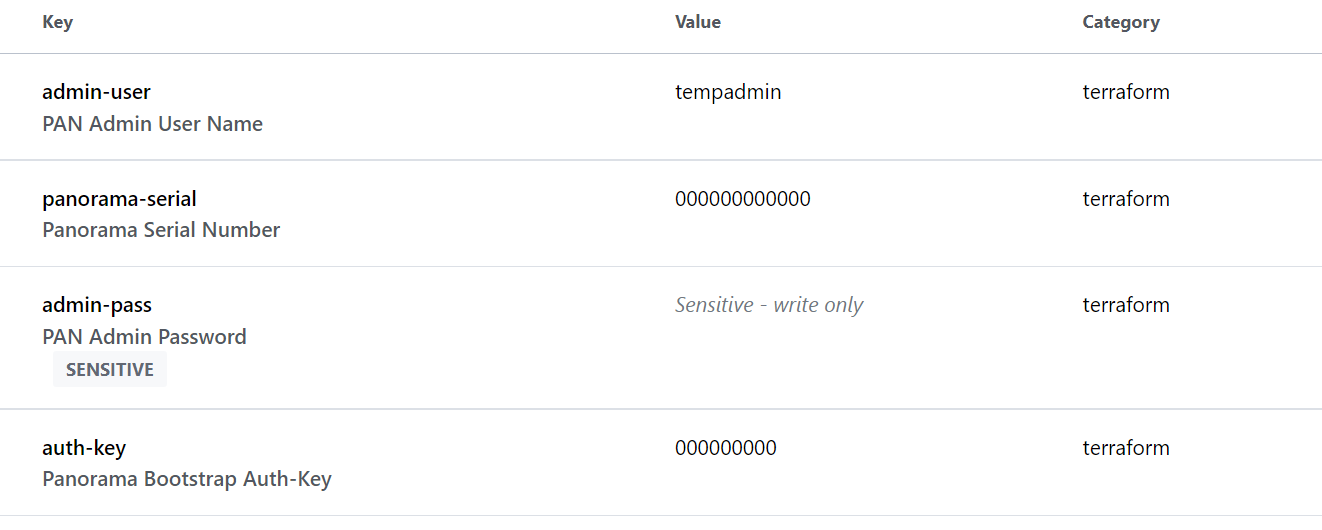 Key Value Category
admin-user tempadmin terraform
PAN Admin User Name
panorama-serial 000000000000 terraform
Panorama Serial Number
admin-pass Sensitive - write only terraform
PAN Admin Password
SENSITIVE
auth-key 000000000 terraform
Panorama Bootstrap Auth-Key